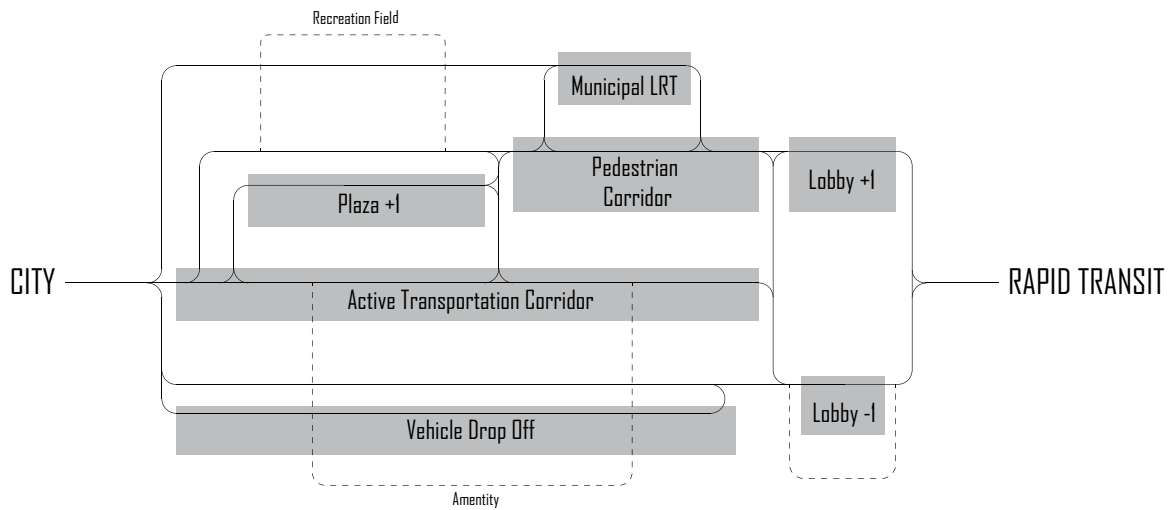 Recreation Field
Municipal LRT
Pedestrian
Corridor
Lobby +1
Plaza +1
CITY
Active Transportation Corridor
RAPID TRANSIT
Lobby -1
Vehicle Drop Off
Amentity